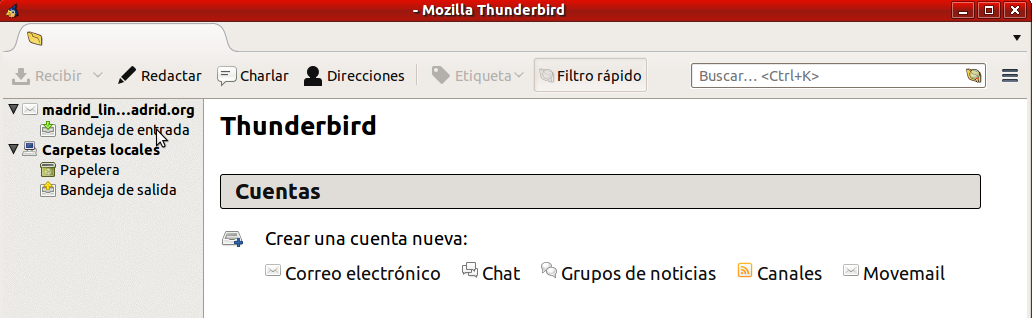 - Mozilla Thunderbird
Recibir Redactar Charlar Direcciones Etiqueta Filtro rápido Buscar... <Ctrl+K>
madrid_lin...adrid.org
Bandeja de entrada
Carpetas locales
Papelera
Bandeja de salida
Thunderbird
Cuentas
Crear una cuenta nueva:
Correo electrónico Chat Grupos de noticias Canales Movemail